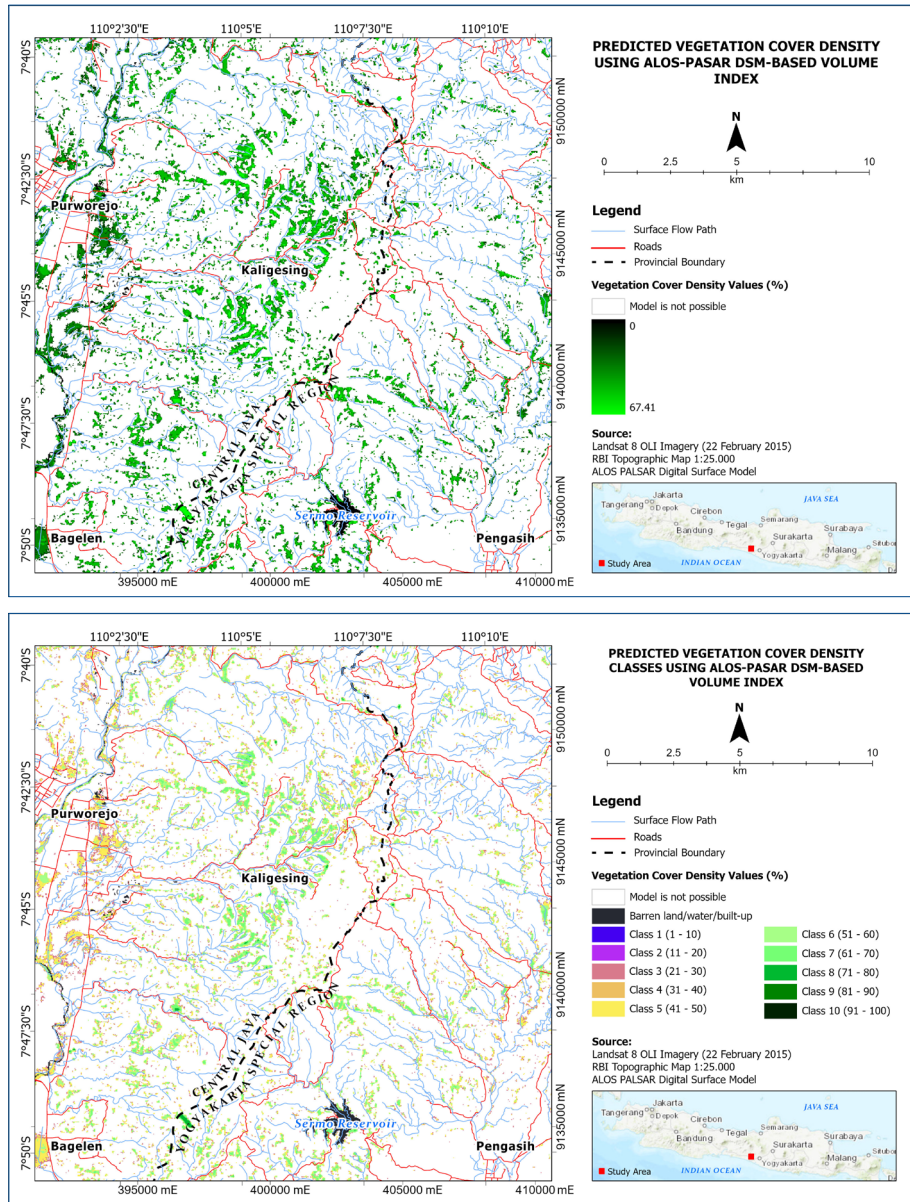 110°2'30"E 110°5' 110°7'30"E 110°10'
7°40'S
7°42'30"S
7°45'S
7°47'30"S
7°50'S
9150000 mN
9145000 mN
9140000 mN
9135000 mN
Purworejo
Kaligesing
CENTRAL JAVA
YOGYAKARTA SPECIAL REGION
Sermo Reservoir
Bagelen
Pengasih
395000 mE 400000 mE 405000 mE 410000 mE
PREDICTED VEGETATION COVER DENSITY
USING ALOS-PASAR DSM-BASED VOLUME
INDEX
N
0 5 10
km
Legend
Surface Flow Path
Roads
Provincial Boundary
Vegetation Cover Density Values (%)
Model is not possible
0
67.41
Source:
Landsat 8 OLI Imagery (22 February 2015)
RBI Topographic Map 1:25.000
ALOS PALSAR Digital Surface Model
Jakarta
JAVA SEA
Tangerang
Depok
Cirebon
Bandung
Tegal
Semarang
Surabaya
Surakarta
Situbon
Yogyakarta
Malang
Study Area
INDIAN OCEAN
110°2'30"E 110°5' 110°7'30"E 110°10'
7°40'S
7°42'30"S
7°45'S
7°47'30"S
7°50'S
9150000 mN
9145000 mN
9140000 mN
9135000 mN
Purworejo
Kaligesing
CENTRAL JAVA
YOGYAKARTA SPECIAL REGION
Sermo Reservoir
Bagelen
Pengasih
395000 mE 400000 mE 405000 mE 410000 mE
PREDICTED VEGETATION COVER DENSITY
CLASSES USING ALOS-PASAR DSM-BASED
VOLUME INDEX
N
0 2.5 5 10
km
Legend
Surface Flow Path
Roads
Provincial Boundary
Vegetation Cover Density Values (%)
Model is not possible
Barren land/water/built-up
Class 1 (1 - 10)
Class 2 (11 - 20)
Class 3 (21 - 30)
Class 4 (31 - 40)
Class 5 (41 - 50)
Class 6 (51 - 60)
Class 7 (61 - 70)
Class 8 (71 - 80)
Class 9 (81 - 90)
Class 10 (91 - 100)
Source:
Landsat 8 OLI Imagery (22 February 2015)
RBI Topographic Map 1:25.000
ALOS PALSAR Digital Surface Model
Jakarta
JAVA SEA
Tangerang
Depok
Cirebon
Bandung
Tegal
Semarang
Surabaya
Surakarta
Situbo
Yogyakarta
Malang
Study Area
INDIAN OCEAN